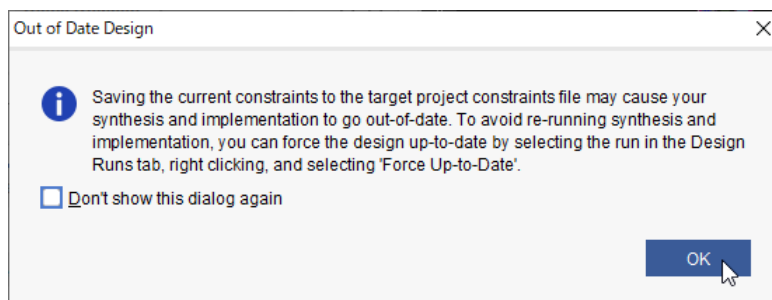 Out of Date Design
Saving the current constraints to the target project constraints file may cause your
synthesis and implementation to go out-of-date. To avoid re-running synthesis and
implementation, you can force the design up-to-date by selecting the run in the Design
Runs tab, right clicking, and selecting 'Force Up-to-Date'.
Don't show this dialog again
OK